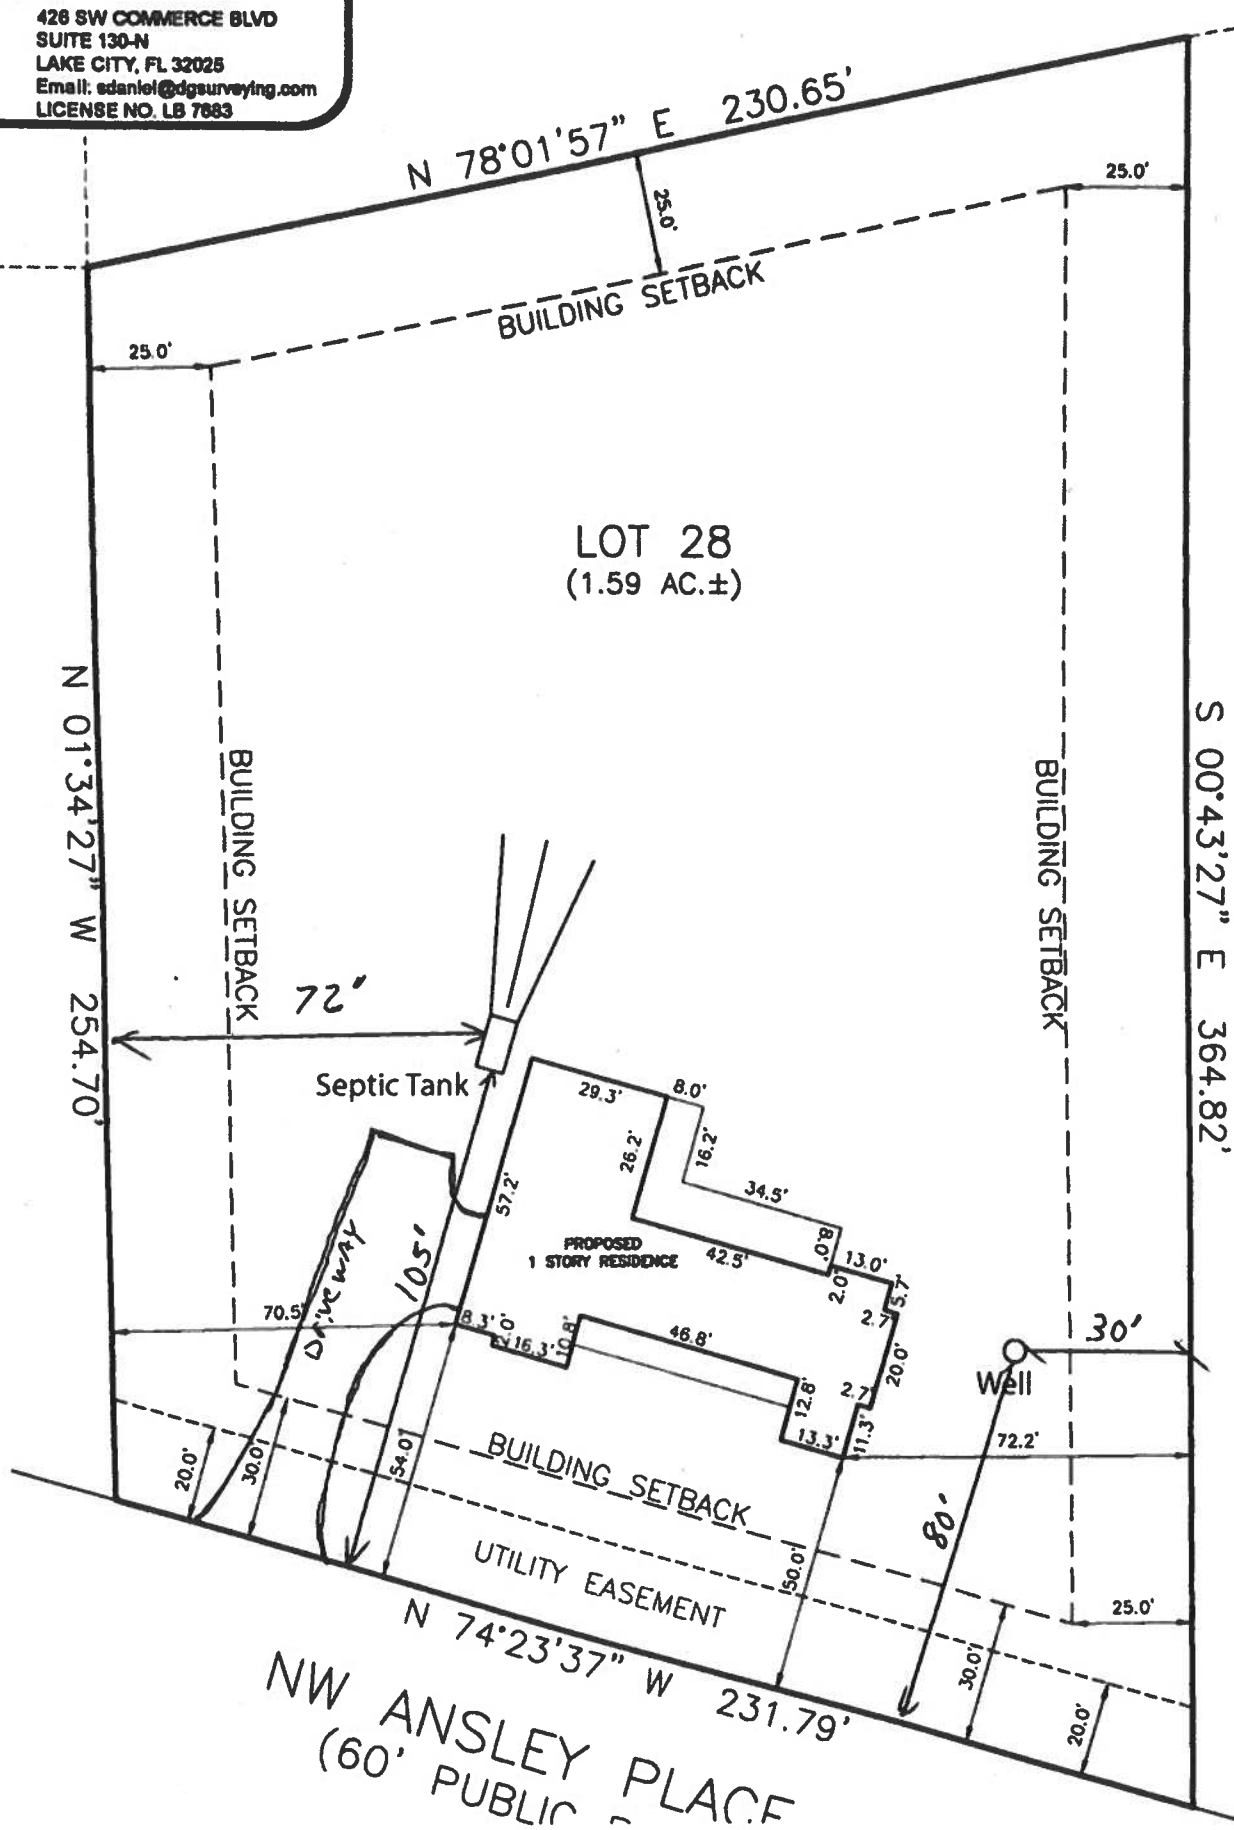 426 SW COMMERCE BLVD
SUITE 130-N
LAKE CITY, FL 32025
Email: sdaniel@dgsurveying.com
LICENSE NO. LB 7683
N 78°01'57" E 230.65'
25.0'
25.0'
BUILDING SETBACK
25.0'
LOT 28
(1.59 AC.±)
N 01°34'27" W 254.70'
BUILDING SETBACK
BUILDING SETBACK
S 00°43'27" E 364.82'
72"
Septic Tank
29.3'
8.0'
26.2'
16.2'
57.2'
34.5'
PROPOSED
1 STORY RESIDENCE
42.5'
8.0'
2.0'
13.0'
5.7'
2.7'
20.0'
2.7'
11.3'
Driveway
105'
70.5'
8.3'
2.0'
16.3'
10.8'
46.8'
12.8'
13.3'
30'
Well
72.2'
20.0'
30.0'
54.0'
BUILDING SETBACK
50.0'
80'
UTILITY EASEMENT
25.0'
30.0'
20.0'
N 74°23'37" W 231.79'
NW ANSLEY PLACE
(60' PUBLIC